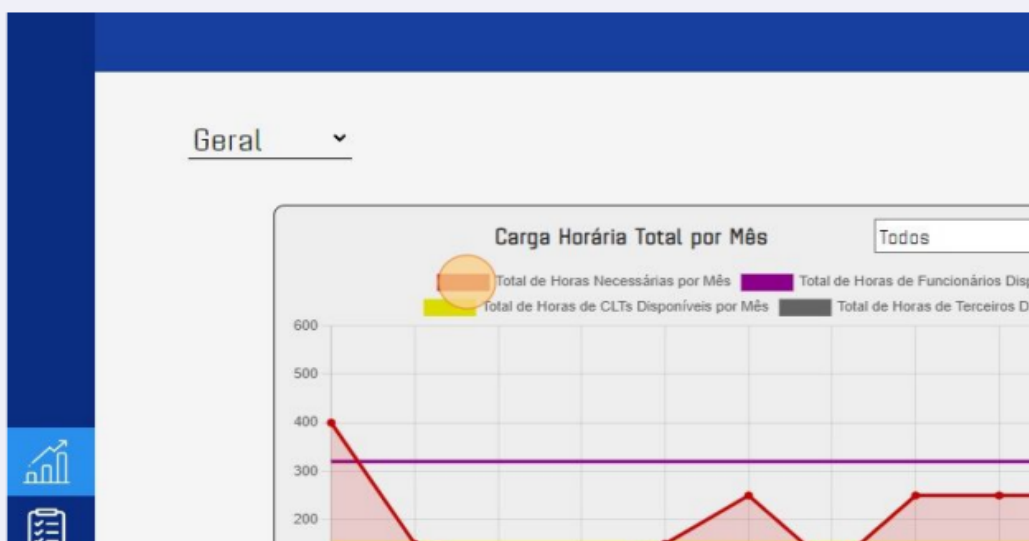 Geral
Carga Horária Total por Mês
Todos
Total de Horas Necessárias por Mês Total de Horas de Funcionários
Total de Horas de CLTs Disponíveis por Mês Total de Horas de Terceiros
600
500
400
300
200